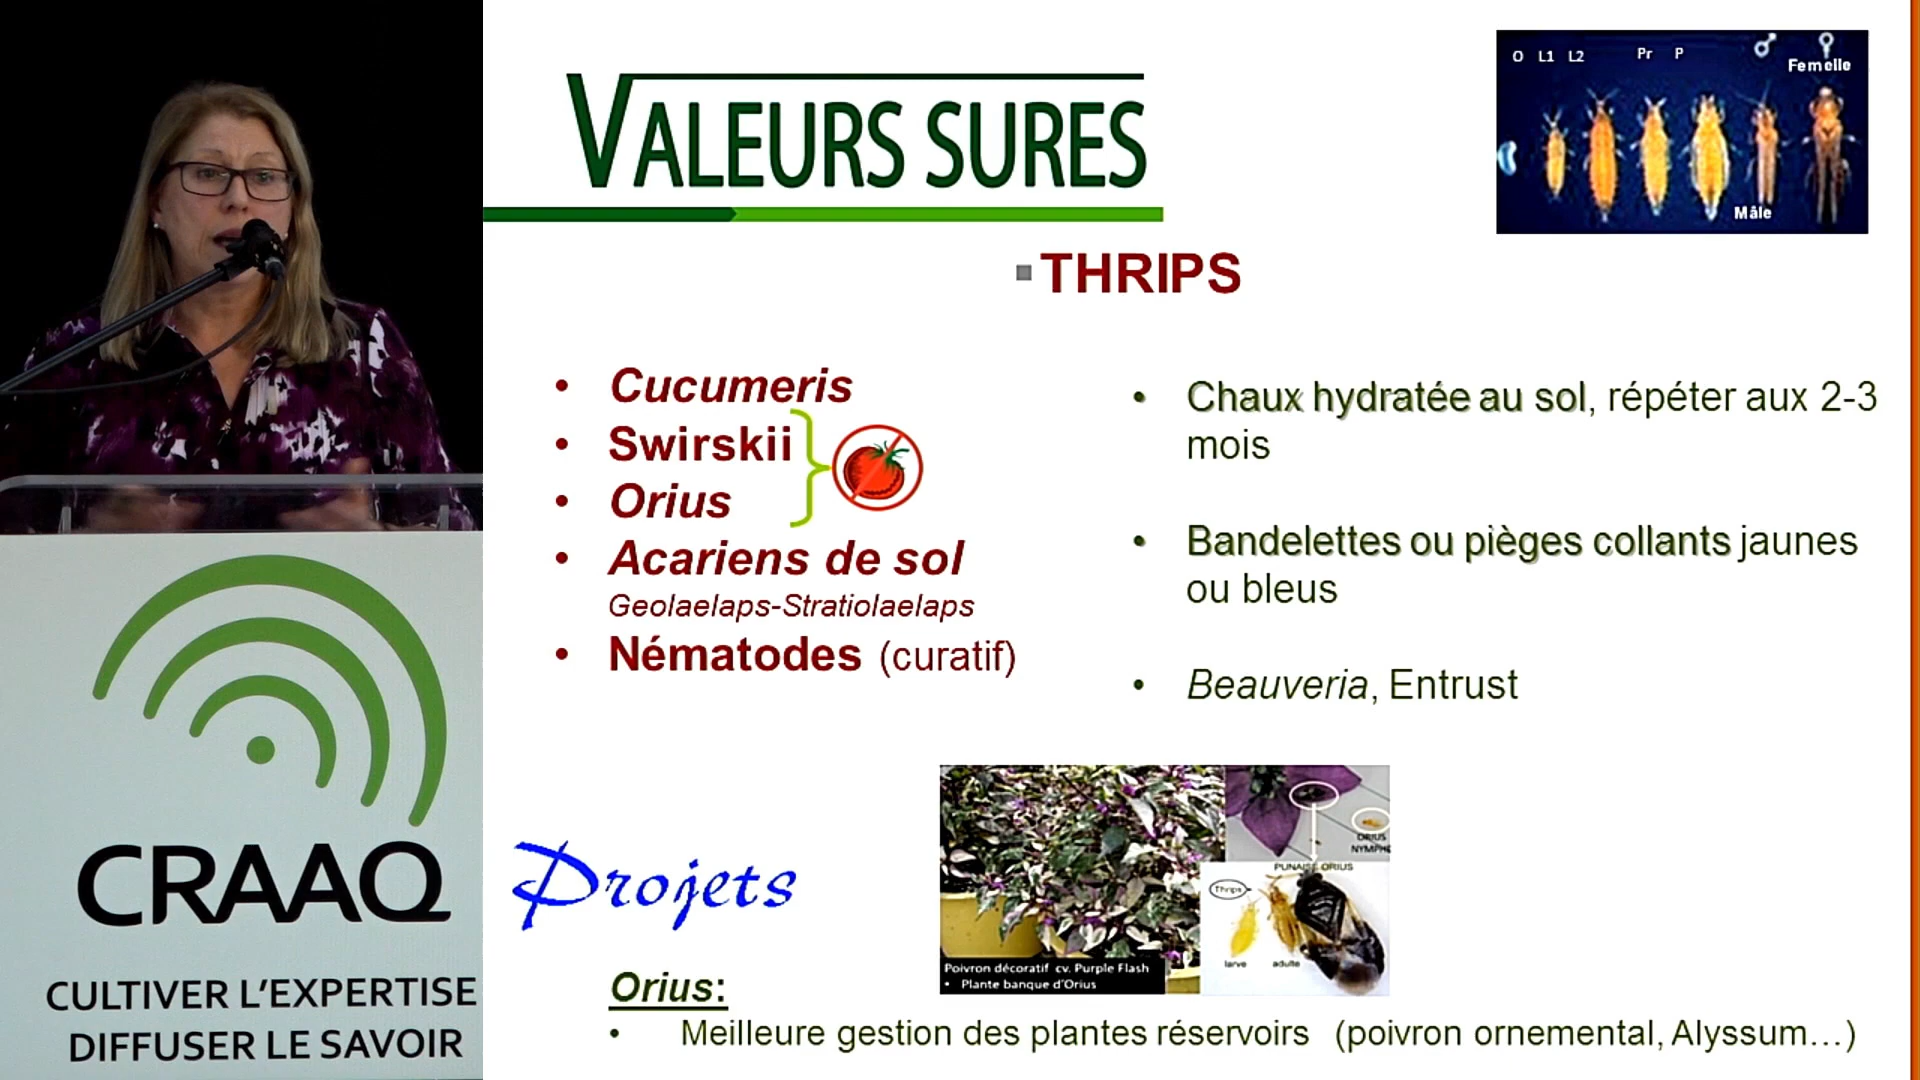 VALEURS SURES
O L1 L2 Pr P ♂ ♀
Femelle
Mâle
▪ THRIPS
• Cucumeris
• Swirskii
• Orius
• Acariens de sol
Geolaelaps-Stratiolaelaps
• Nématodes (curatif)
• Chaux hydratée au sol, répéter aux 2-3
mois
• Bandelettes ou pièges collants jaunes
ou bleus
• Beauveria, Entrust
Projets
ORIUS
PUNAISE ORIUS
Thrips
larve adulte
Poivron décoratif cv. Purple Flash
• Plante banque d'Orius
Orius:
• Meilleure gestion des plantes réservoirs (poivron ornemental, Alyssum...)
CRAAQ
CULTIVER L'EXPERTISE
DIFFUSER LE SAVOIR